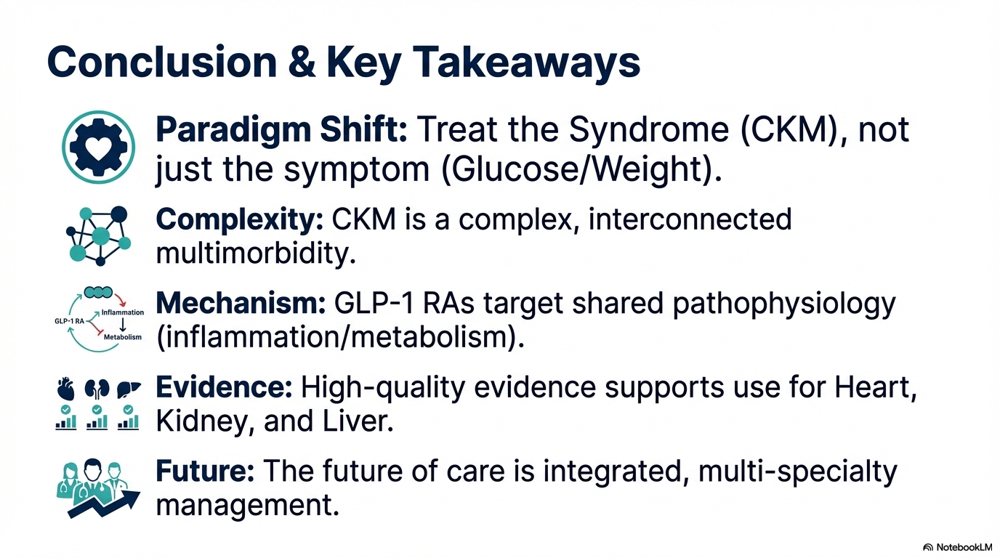 Conclusion & Key Takeaways
Paradigm Shift: Treat the Syndrome (CKM), not
just the symptom (Glucose/Weight).
Complexity: CKM is a complex, interconnected
multimorbidity.
GLP-1 RA
Inflammation
Metabolism
Mechanism: GLP-1 RAs target shared pathophysiology
(inflammation/metabolism).
Evidence: High-quality evidence supports use for Heart,
Kidney, and Liver.
Future: The future of care is integrated, multi-specialty
management.
NotebookLM